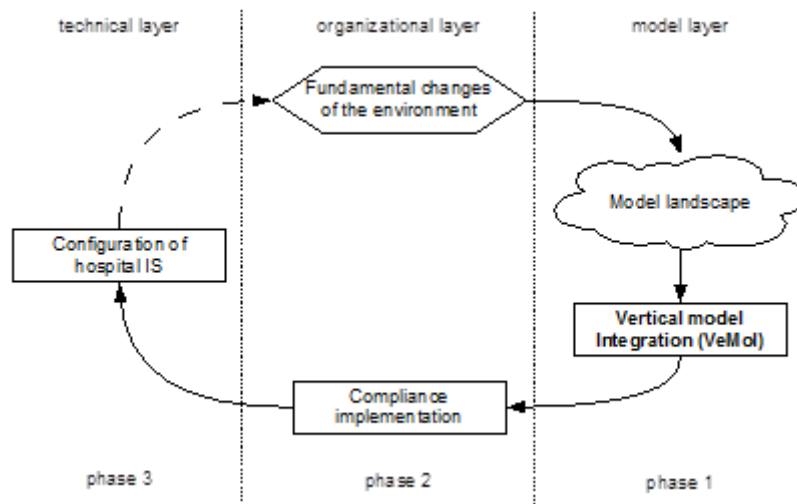 technical layer
organizational layer
model layer
Fundamental changes
of the environment
Model landscape
Configuration of
hospital IS
Vertical model
Integration (VeMoI)
Compliance
implementation
phase 3
phase 2
phase 1